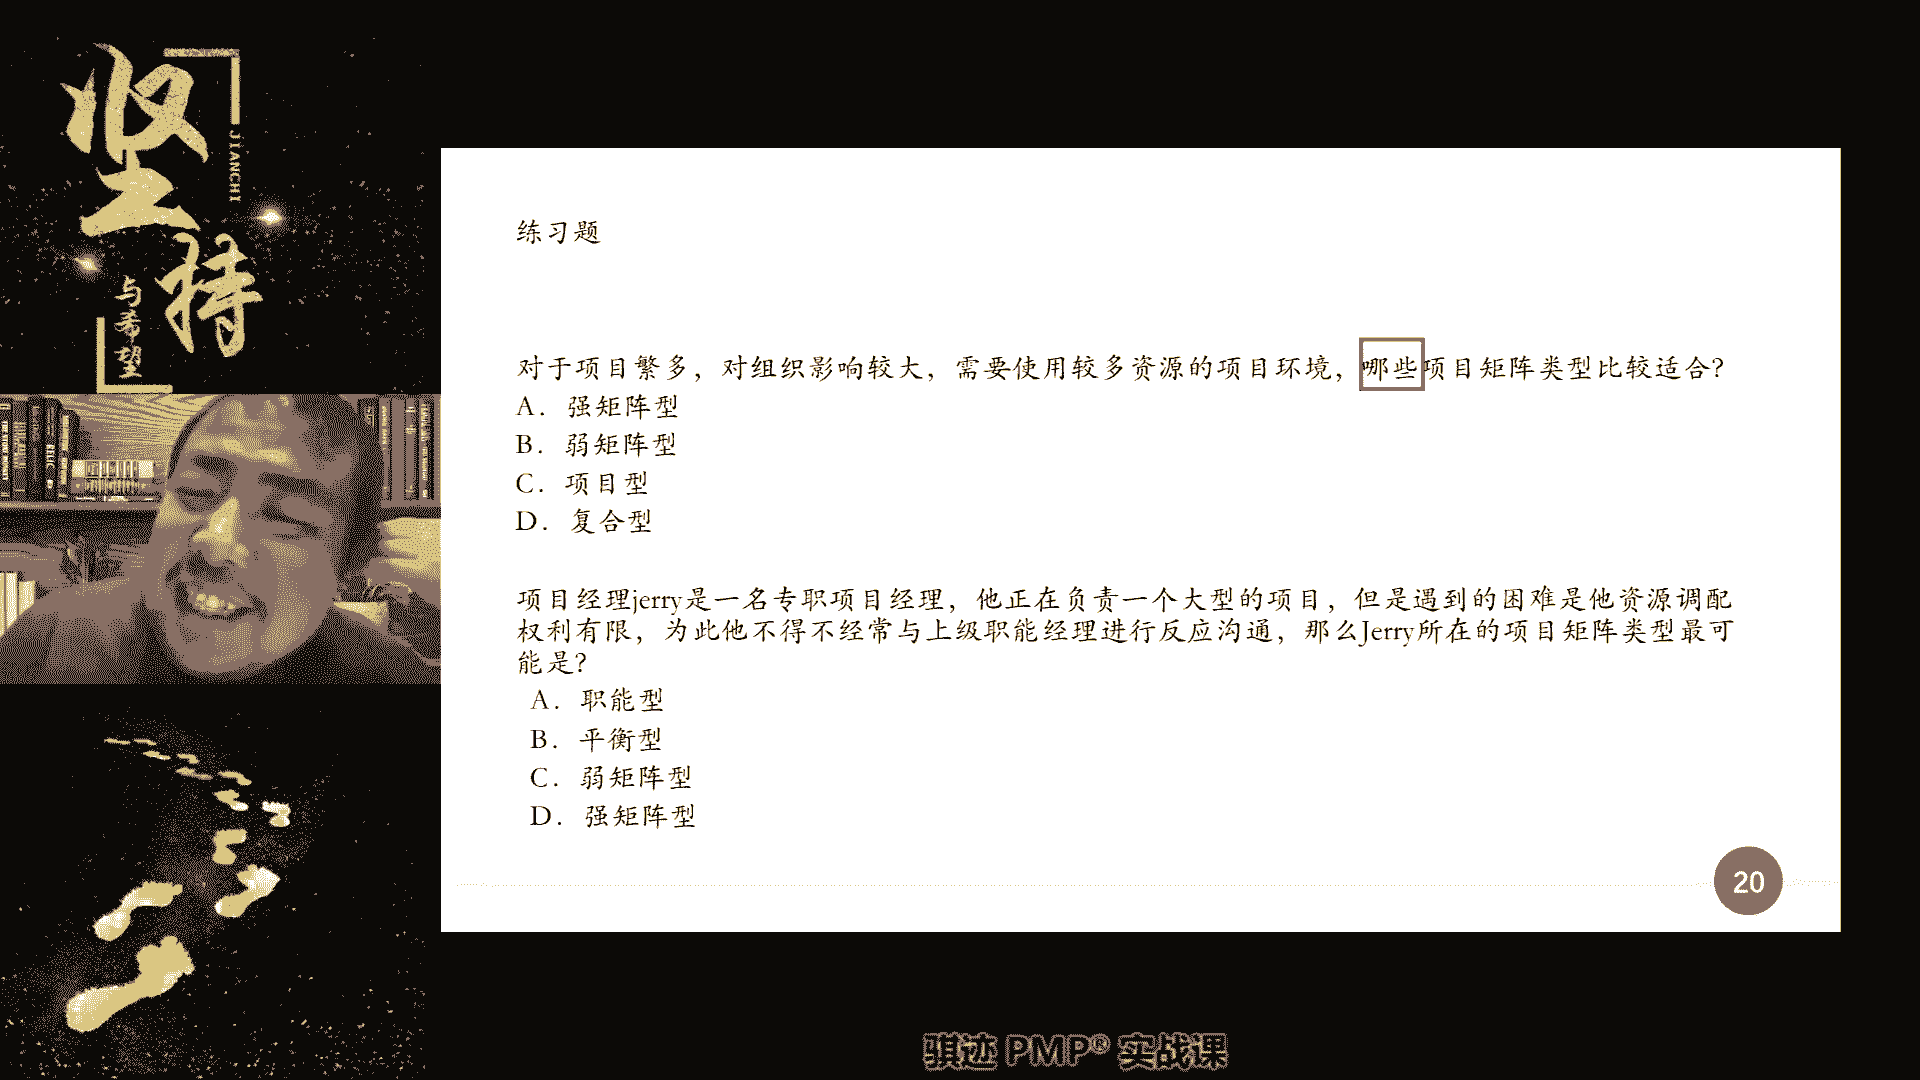 坚持
JIANCHI
与希望
练习题
对于项目繁多，对组织影响较大，需要使用较多资源的项目环境，哪些项目矩阵类型比较适合？
A． 强矩阵型
B． 弱矩阵型
C． 项目型
D． 复合型
项目经理jerry是一名专职项目经理，他正在负责一个大型的项目，但是遇到的困难是他资源调配
权利有限，为此他不得不经常与上级职能经理进行反应沟通，那么Jerry所在的项目矩阵类型最可
能是？
A． 职能型
B． 平衡型
C． 弱矩阵型
D． 强矩阵型
20
骐迹 PMP® 实战课